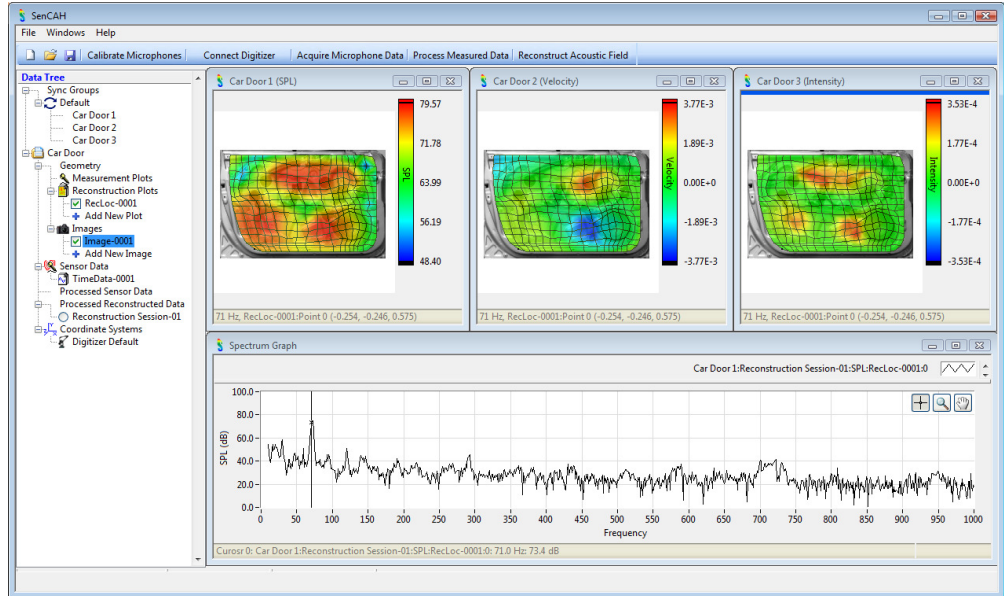 SenCAH
File Windows Help
Calibrate Microphones Connect Digitizer Acquire Microphone Data Process Measured Data Reconstruct Acoustic Field
Data Tree
Sync Groups
Default
Car Door 1
Car Door 2
Car Door 3
Car Door
Geometry
Measurement Plots
Reconstruction Plots
RecLoc-0001
Add New Plot
Images
Image-0001
Add New Image
Sensor Data
TimeData-0001
Processed Sensor Data
Processed Reconstructed Data
Reconstruction Session-01
Coordinate Systems
Digitizer Default
Car Door 1 (SPL)
79.57
71.78
63.99
56.19
48.40
SPL
71 Hz, RecLoc-0001:Point 0 (-0.254, -0.246, 0.575)
Car Door 2 (Velocity)
3.77E-3
1.89E-3
0.00E+0
-1.89E-3
-3.77E-3
Velocity
71 Hz, RecLoc-0001:Point 0 (-0.254, -0.246, 0.575)
Car Door 3 (Intensity)
3.53E-4
1.77E-4
0.00E+0
-1.77E-4
-3.53E-4
Intensity
71 Hz, RecLoc-0001:Point 0 (-0.254, -0.246, 0.575)
Spectrum Graph
Car Door 1:Reconstruction Session-01:SPL:RecLoc-0001:0
100.0
80.0
60.0
40.0
20.0
0.0
SPL (dB)
0 50 100 150 200 250 300 350 400 450 500 550 600 650 700 750 800 850 900 950 1000
Frequency
Curosr 0: Car Door 1:Reconstruction Session-01:SPL:RecLoc-0001:0: 71.0 Hz: 73.4 dB